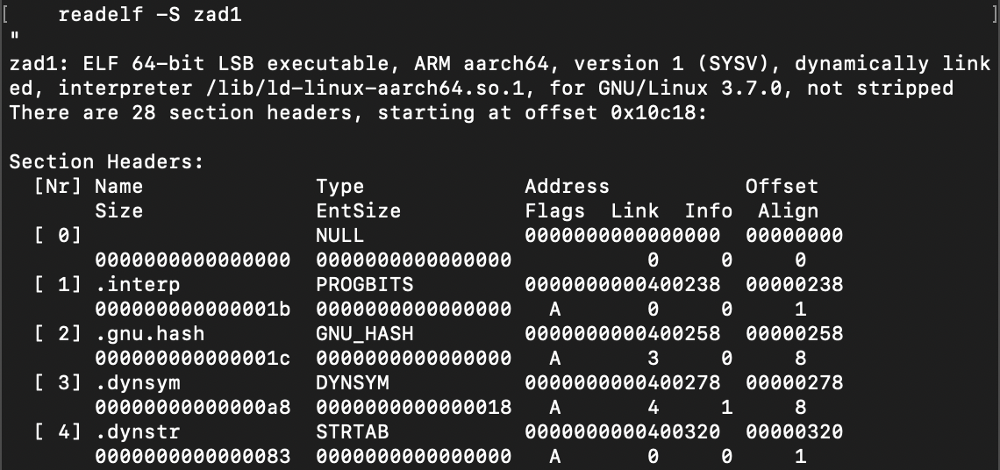 [    readelf -S zad1                                                             ]
"
zad1: ELF 64-bit LSB executable, ARM aarch64, version 1 (SYSV), dynamically link
ed, interpreter /lib/ld-linux-aarch64.so.1, for GNU/Linux 3.7.0, not stripped
There are 28 section headers, starting at offset 0x10c18:

Section Headers:
  [Nr] Name              Type             Address           Offset
       Size              EntSize          Flags  Link  Info  Align
  [ 0]                   NULL             0000000000000000  00000000
       0000000000000000  0000000000000000           0     0     0
  [ 1] .interp           PROGBITS         0000000000400238  00000238
       000000000000001b  0000000000000000   A       0     0     1
  [ 2] .gnu.hash         GNU_HASH         0000000000400258  00000258
       000000000000001c  0000000000000000   A       3     0     8
  [ 3] .dynsym           DYNSYM           0000000000400278  00000278
       00000000000000a8  0000000000000018   A       4     1     8
  [ 4] .dynstr           STRTAB           0000000000400320  00000320
       0000000000000083  0000000000000000   A       0     0     1